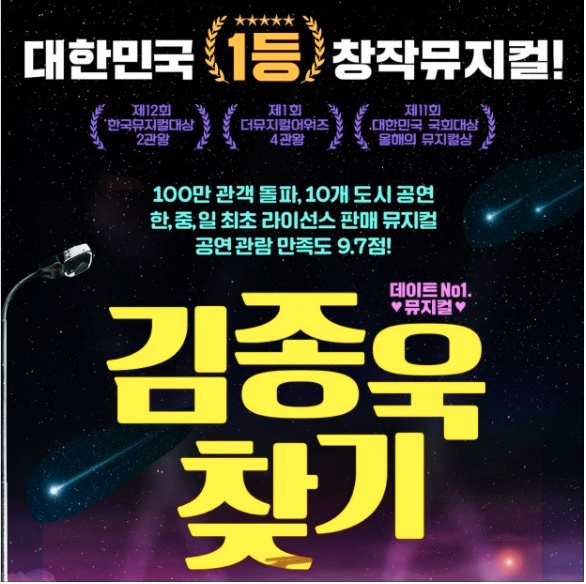 대한민국 1등 창작뮤지컬!
제12회 제1회 제11회
한국뮤지컬대상 더뮤지컬어워즈 대한민국 국회대상
2관왕 4관왕 올해의 뮤지컬상
100만 관객 돌파, 10개 도시 공연
한,중,일 최초 라이선스 판매 뮤지컬
공연 관람 만족도 9.7점!
데이트 No1.
♥뮤지컬♥
김종욱
찾기